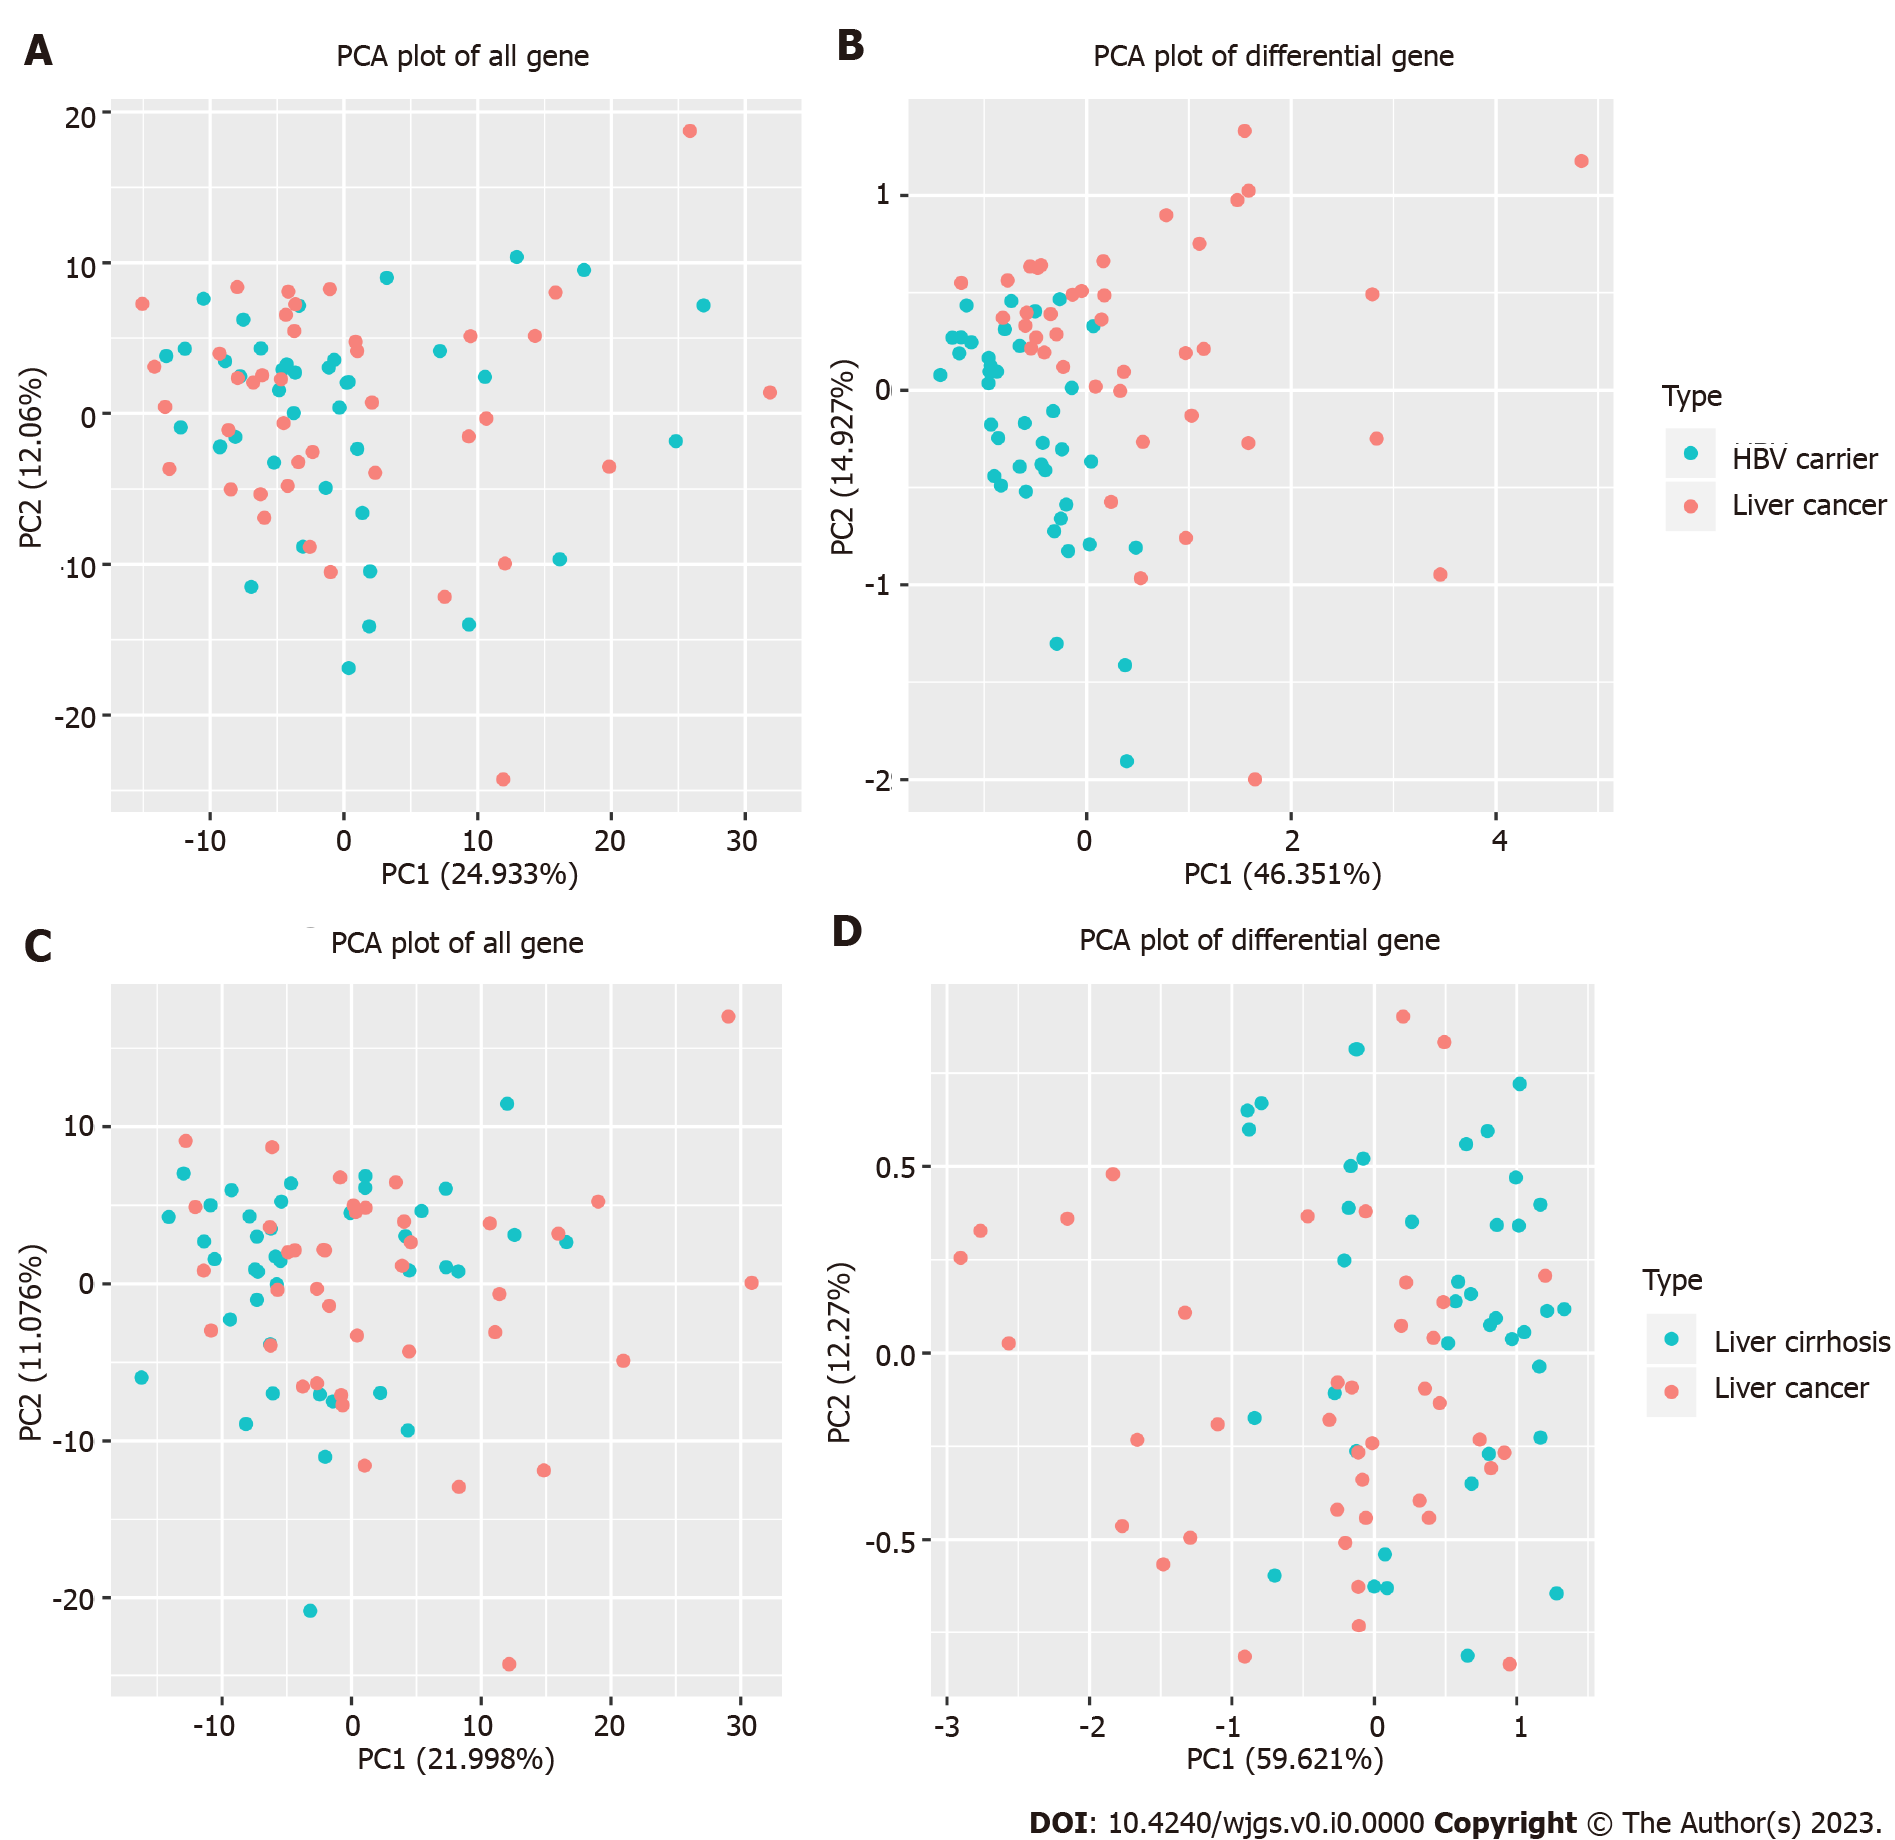 A
PCA plot of all gene
20
10
0
-10
-20
PC2 (12.06%)
-10 0 10 20 30
PC1 (24.933%)
B
PCA plot of differential gene
1
0
-1
-2
PC2 (14.927%)
0 2 4
PC1 (46.351%)
Type
HBV carrier
Liver cancer
C
PCA plot of all gene
10
0
-10
-20
PC2 (11.076%)
-10 0 10 20 30
PC1 (21.998%)
D
PCA plot of differential gene
0.5
0.0
-0.5
PC2 (12.27%)
-3 -2 -1 0 1
PC1 (59.621%)
Type
Liver cirrhosis
Liver cancer
DOI: 10.4240/wjgs.v0.i0.0000 Copyright © The Author(s) 2023.